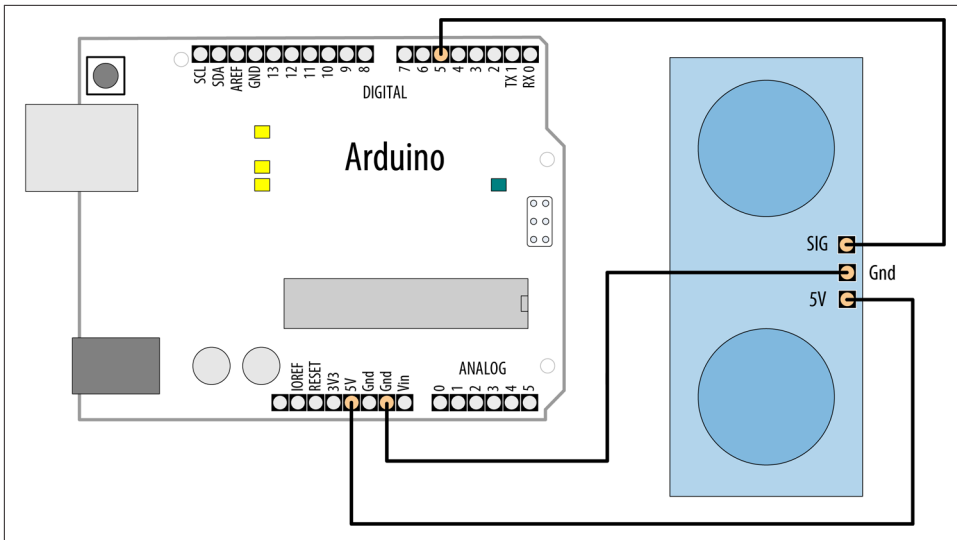 SCL SDA AREF GND 13 12 11 10 9 8 7 6 5 4 3 2 TX 1 RX 0
DIGITAL
Arduino
SIG
Gnd
5V
ANALOG
IOREF RESET 3V3 5V Gnd Gnd Vin 0 1 2 3 4 5